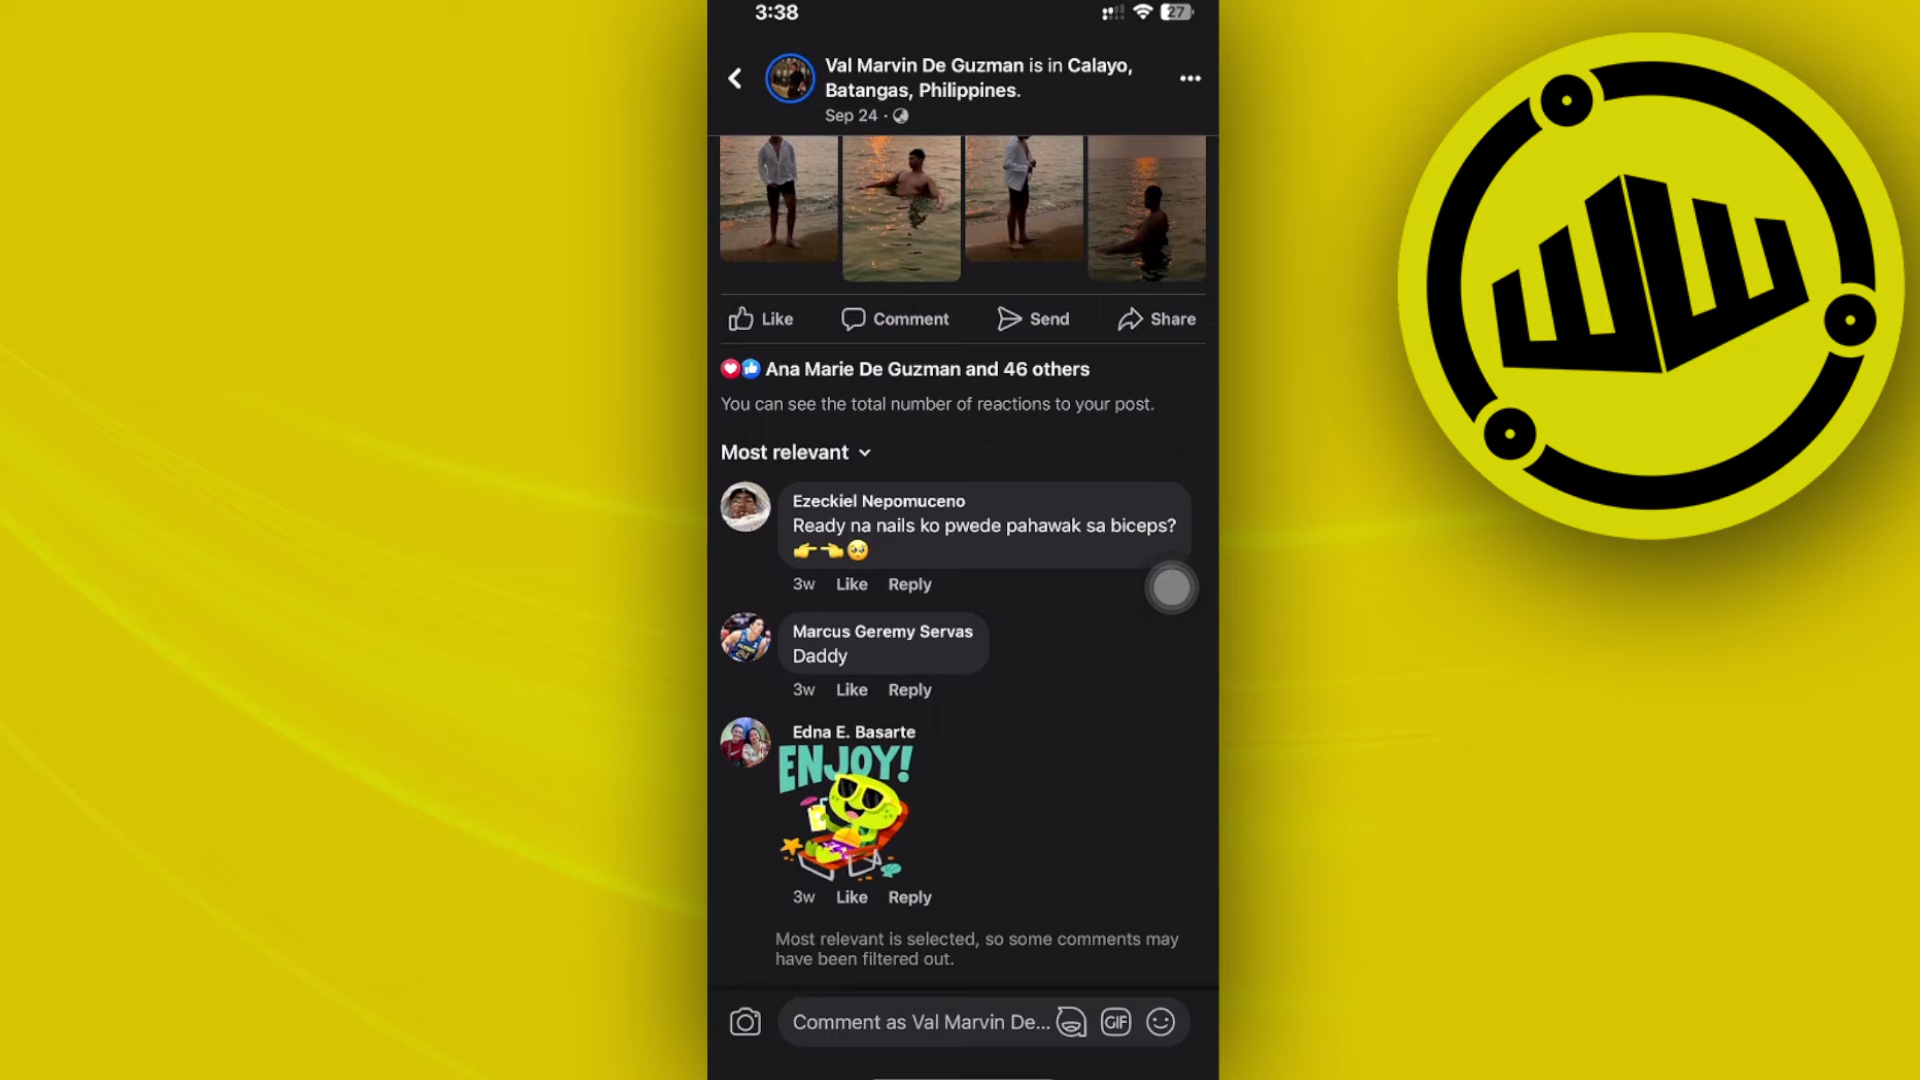 3:38
27
Val Marvin De Guzman is in Calayo,
Batangas, Philippines.
Sep 24 ·
Like Comment Send Share
Ana Marie De Guzman and 46 others
You can see the total number of reactions to your post.
Most relevant
Ezeckiel Nepomuceno
Ready na nails ko pwede pahawak sa biceps?
👉👈🥺
3w Like Reply
Marcus Geremy Servas
Daddy
3w Like Reply
Edna E. Basarte
ENJOY!
3w Like Reply
Most relevant is selected, so some comments may
have been filtered out.
Comment as Val Marvin De... GIF